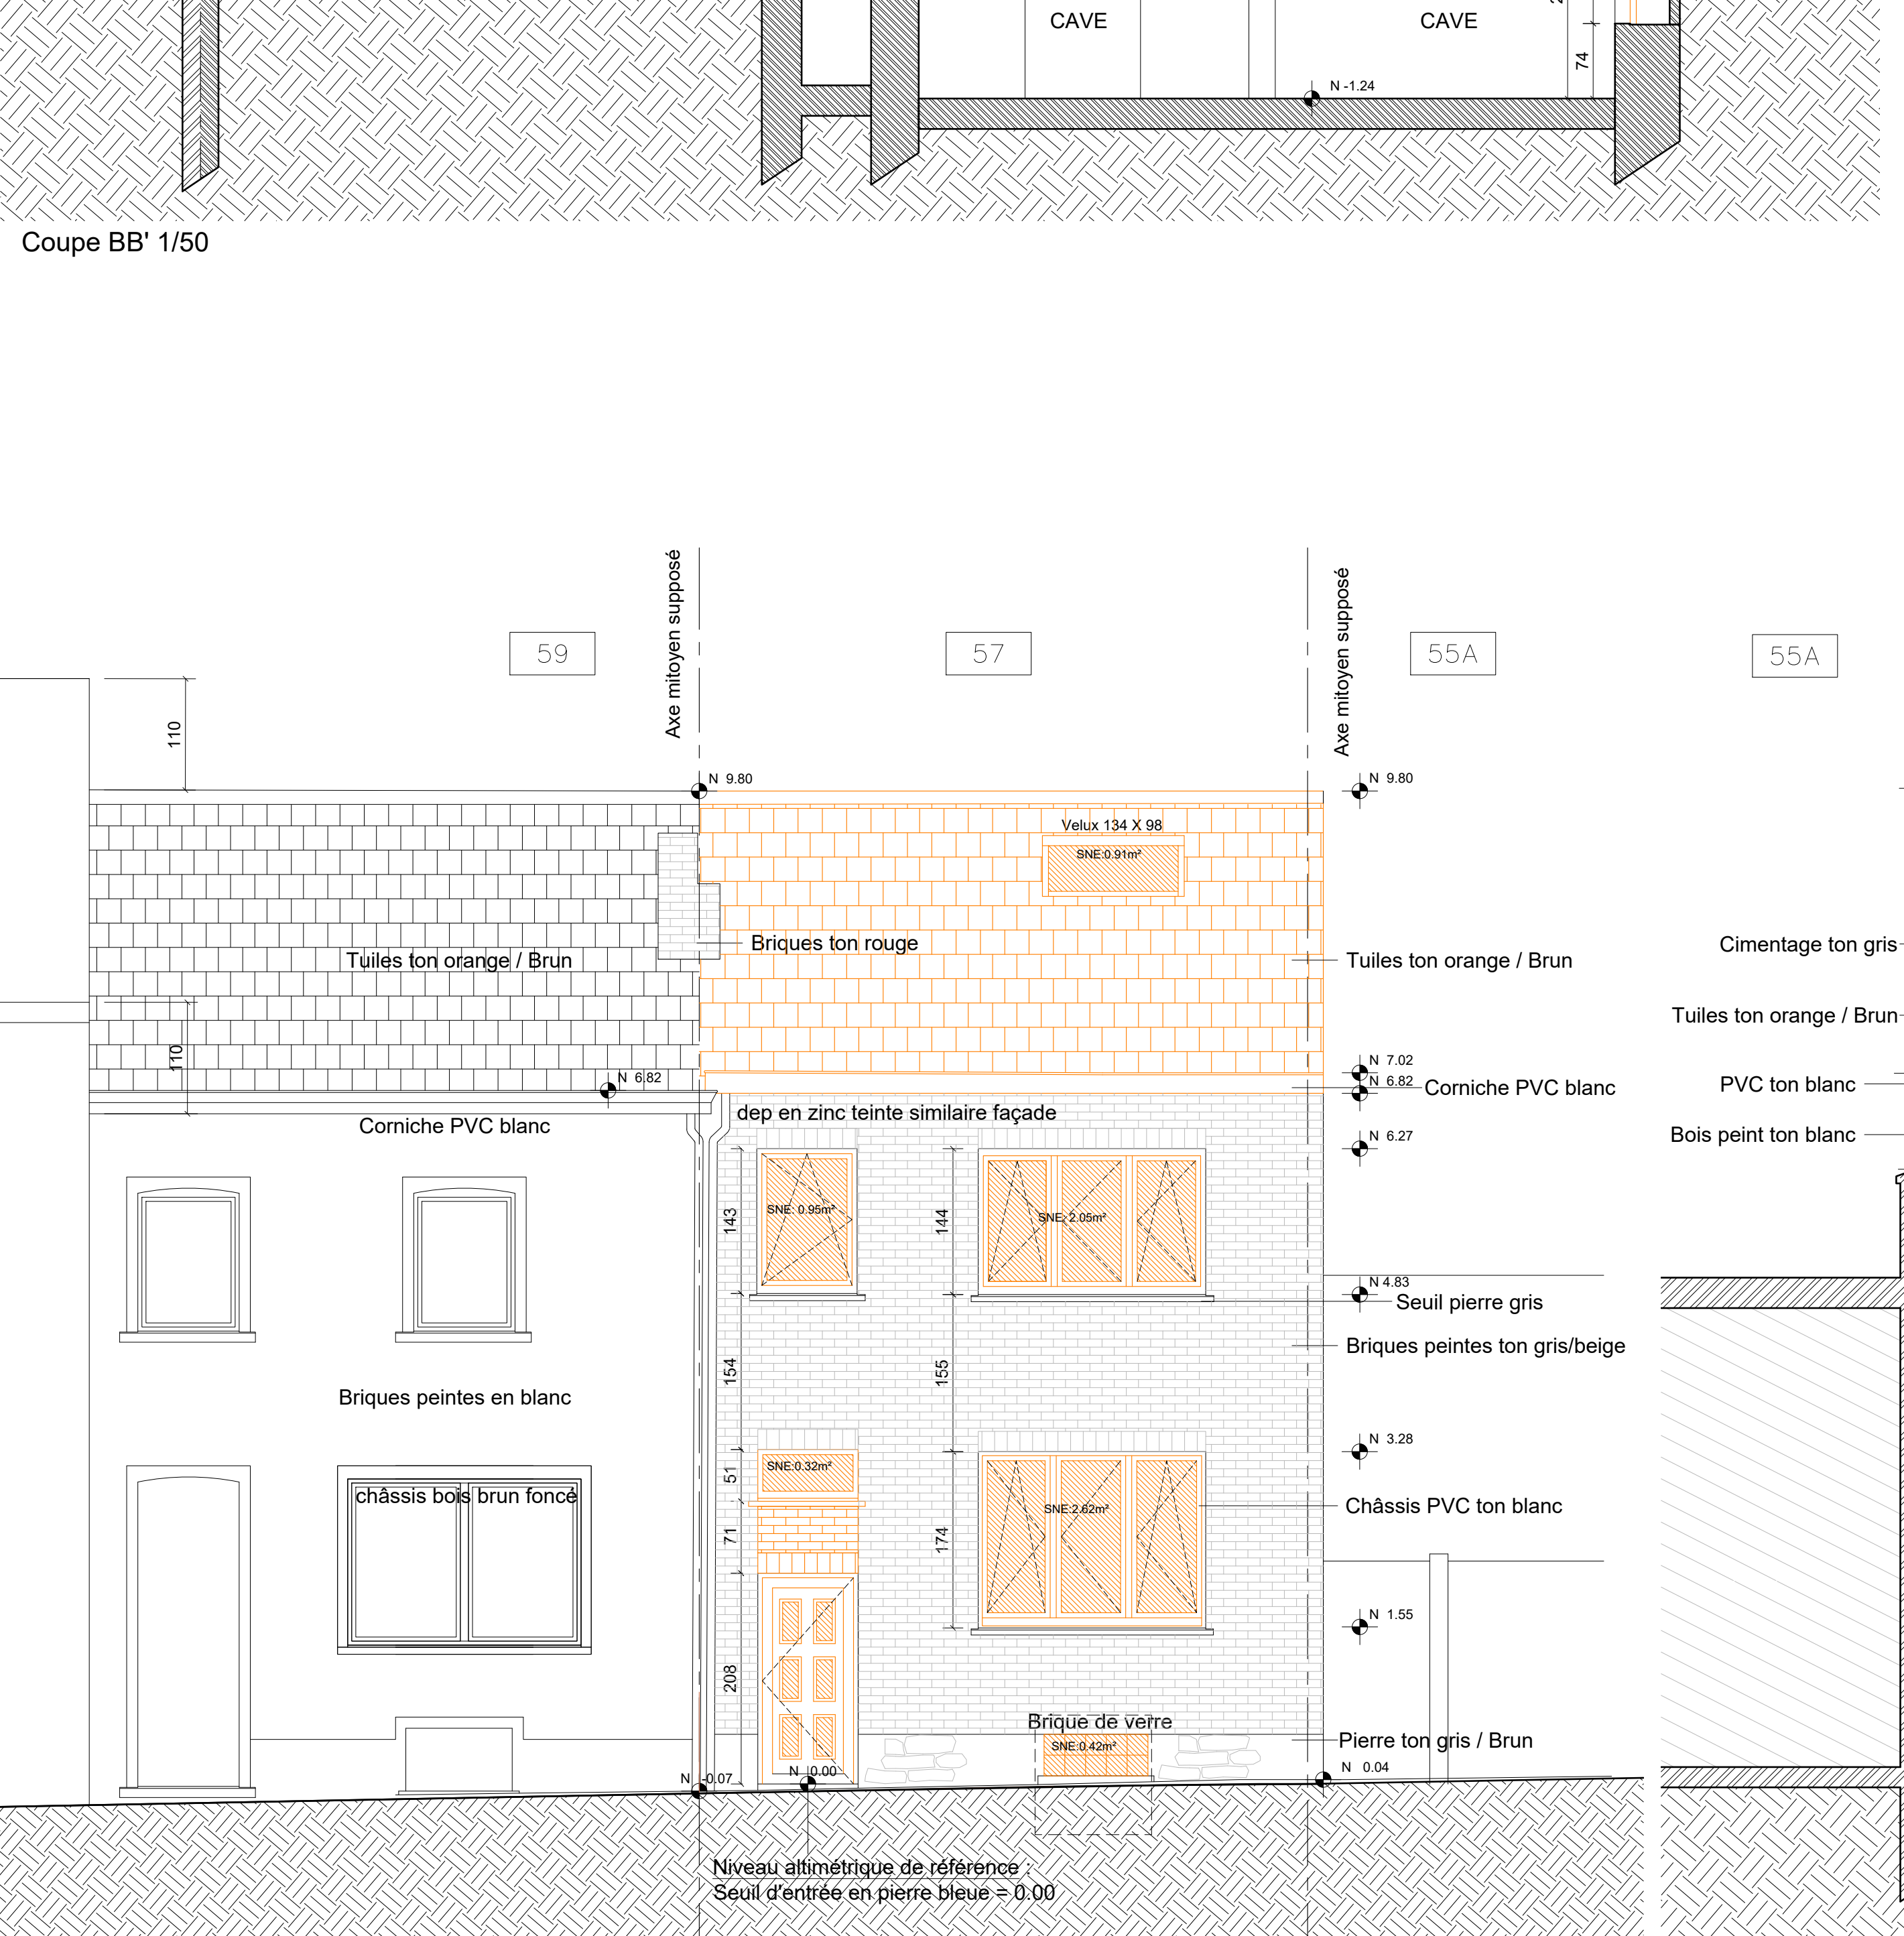 CAVE
CAVE
74
N -1.24
Coupe BB' 1/50
Axe mitoyen supposé
Axe mitoyen supposé
59
57
55A
55A
110
N 9.80
N 9.80
Velux 134 X 98
SNE:0.91m²
Briques ton rouge
Tuiles ton orange / Brun
Tuiles ton orange / Brun
Cimentage ton gris
Tuiles ton orange / Brun
110
N 6.82
N 7.02
N 6.82
Corniche PVC blanc
PVC ton blanc
Corniche PVC blanc
dep en zinc teinte similaire façade
Bois peint ton blanc
N 6.27
143
SNE: 0.95m²
144
SNE: 2.05m²
N 4.83
Seuil pierre gris
Briques peintes ton gris/beige
154
155
Briques peintes en blanc
N 3.28
51
SNE:0.32m²
châssis bois brun foncé
SNE:2.62m²
Châssis PVC ton blanc
71
174
N 1.55
208
Brique de verre
SNE:0.42m²
Pierre ton gris / Brun
N -0.07
N 0.00
N 0.04
Niveau altimétrique de référence :
Seuil d'entrée en pierre bleue = 0.00